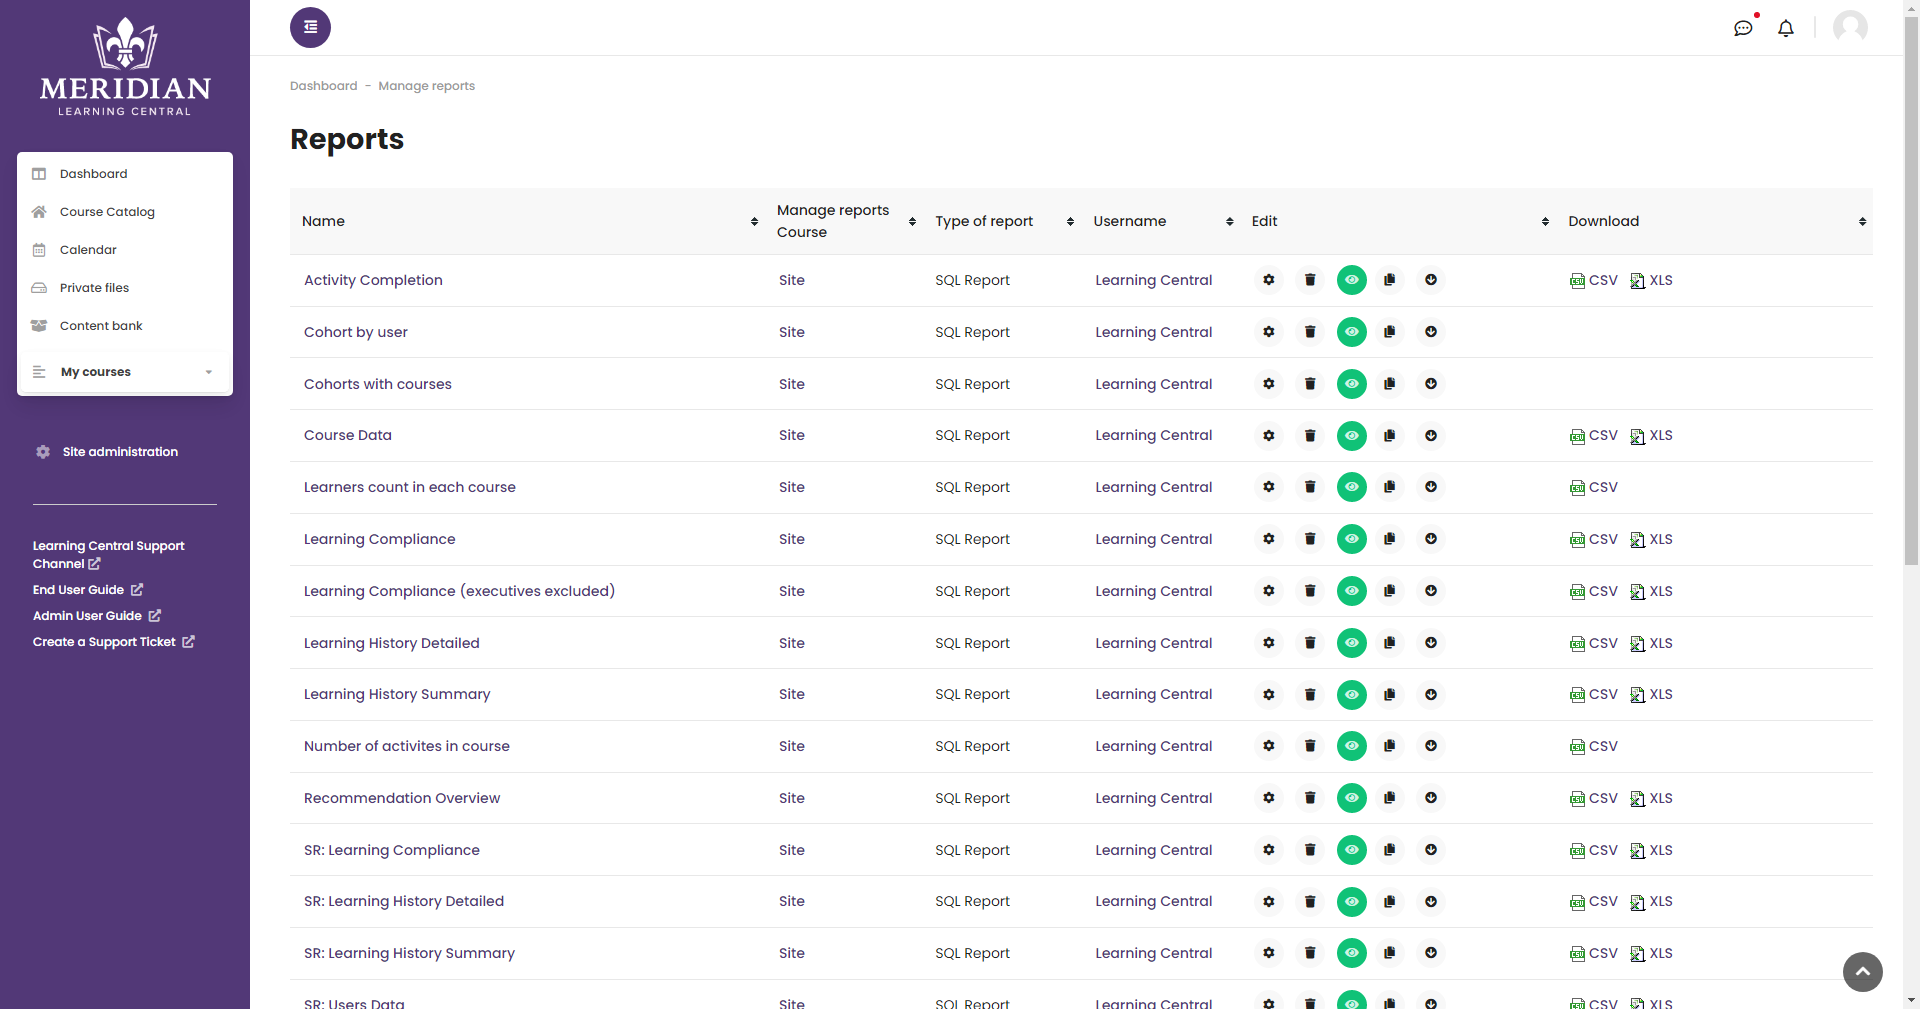 MERIDIAN
LEARNING CENTRAL
Dashboard
Course Catalog
Calendar
Private files
Content bank
My courses
Site administration
Learning Central Support
Channel
End User Guide
Admin User Guide
Create a Support Ticket
Dashboard - Manage reports
Reports
Name Manage reports Course Type of report Username Edit Download
Activity Completion Site SQL Report Learning Central CSV XLS
Cohort by user Site SQL Report Learning Central
Cohorts with courses Site SQL Report Learning Central
Course Data Site SQL Report Learning Central CSV XLS
Learners count in each course Site SQL Report Learning Central CSV
Learning Compliance Site SQL Report Learning Central CSV XLS
Learning Compliance (executives excluded) Site SQL Report Learning Central CSV XLS
Learning History Detailed Site SQL Report Learning Central CSV XLS
Learning History Summary Site SQL Report Learning Central CSV XLS
Number of activites in course Site SQL Report Learning Central CSV
Recommendation Overview Site SQL Report Learning Central CSV XLS
SR: Learning Compliance Site SQL Report Learning Central CSV XLS
SR: Learning History Detailed Site SQL Report Learning Central CSV XLS
SR: Learning History Summary Site SQL Report Learning Central CSV XLS
SR: Users Data Site SQL Report Learning Central CSV XLS